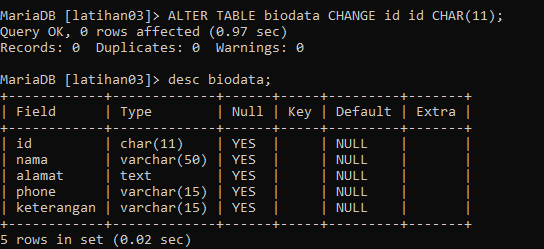 MariaDB [latihan03]> ALTER TABLE biodata CHANGE id id CHAR(11);
Query OK, 0 rows affected (0.97 sec)
Records: 0  Duplicates: 0  Warnings: 0

MariaDB [latihan03]> desc biodata;
+------------+-------------+------+-----+---------+-------+
| Field      | Type        | Null | Key | Default | Extra |
+------------+-------------+------+-----+---------+-------+
| id         | char(11)    | YES  |     | NULL    |       |
| nama       | varchar(50) | YES  |     | NULL    |       |
| alamat     | text        | YES  |     | NULL    |       |
| phone      | varchar(15) | YES  |     | NULL    |       |
| keterangan | varchar(15) | YES  |     | NULL    |       |
+------------+-------------+------+-----+---------+-------+
5 rows in set (0.02 sec)